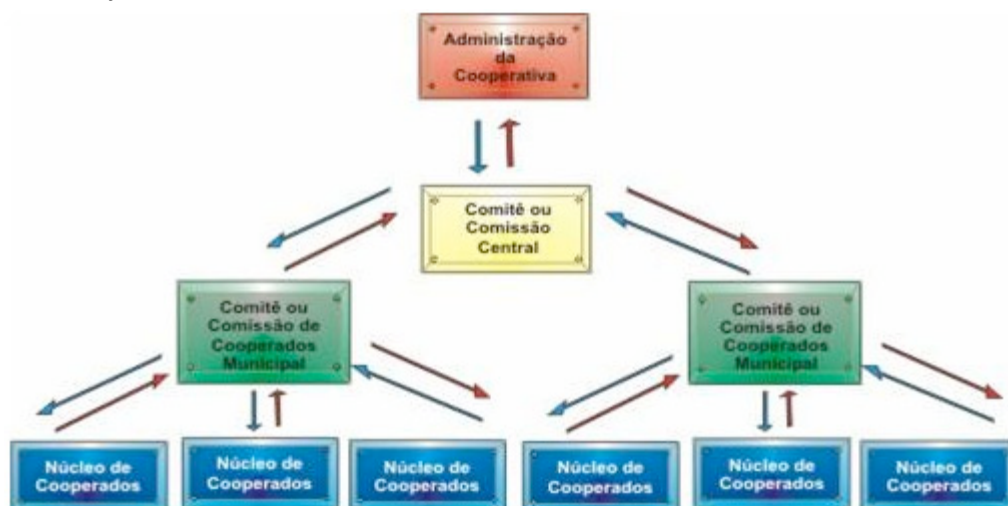 Administração
da
Cooperativa
Comitê ou
Comissão
Central
Comitê ou
Comissão de
Cooperados
Municipal
Comitê ou
Comissão de
Cooperados
Municipal
Núcleo de
Cooperados
Núcleo de
Cooperados
Núcleo de
Cooperados
Núcleo de
Cooperados
Núcleo de
Cooperados
Núcleo de
Cooperados